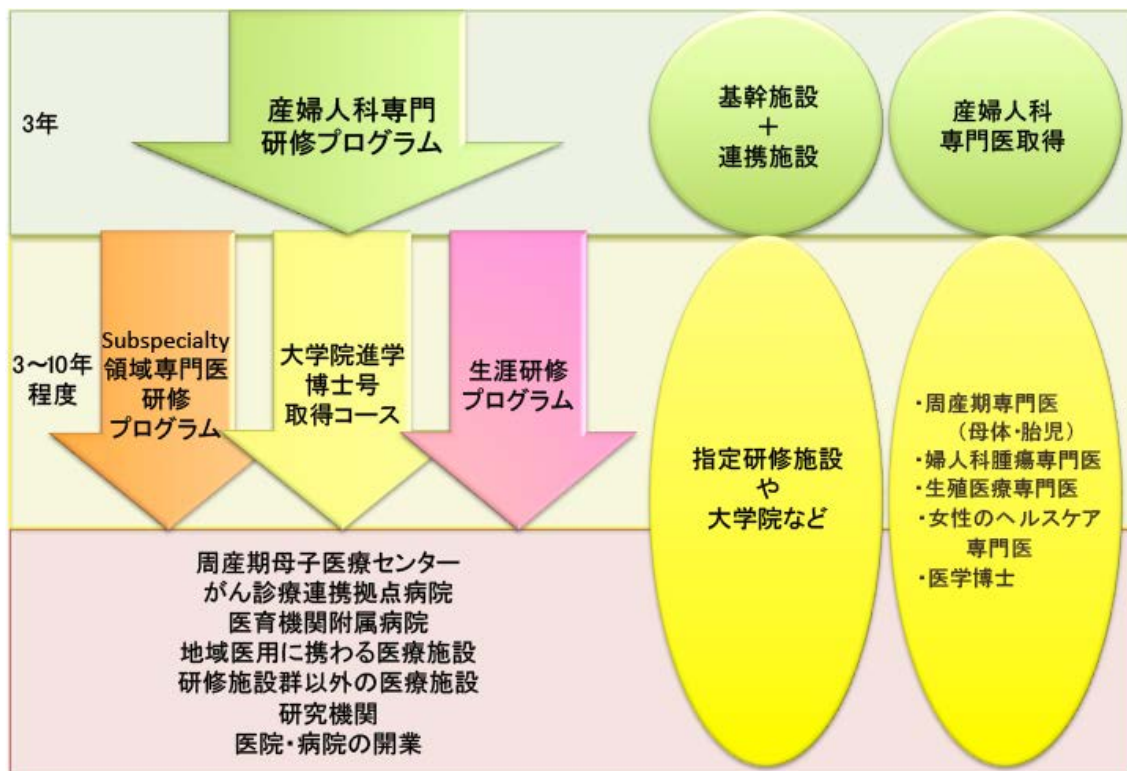 3年
産婦人科専門
研修プログラム
基幹施設
＋
連携施設
産婦人科
専門医取得
3～10年
程度
Subspecialty
領域専門医
研修
プログラム
大学院進学
博士号
取得コース
生涯研修
プログラム
指定研修施設
や
大学院など
・周産期専門医
（母体・胎児）
・婦人科腫瘍専門医
・生殖医療専門医
・女性のヘルスケア
専門医
・医学博士
周産期母子医療センター
がん診療連携拠点病院
医育機関附属病院
地域医用に携わる医療施設
研修施設群以外の医療施設
研究機関
医院・病院の開業